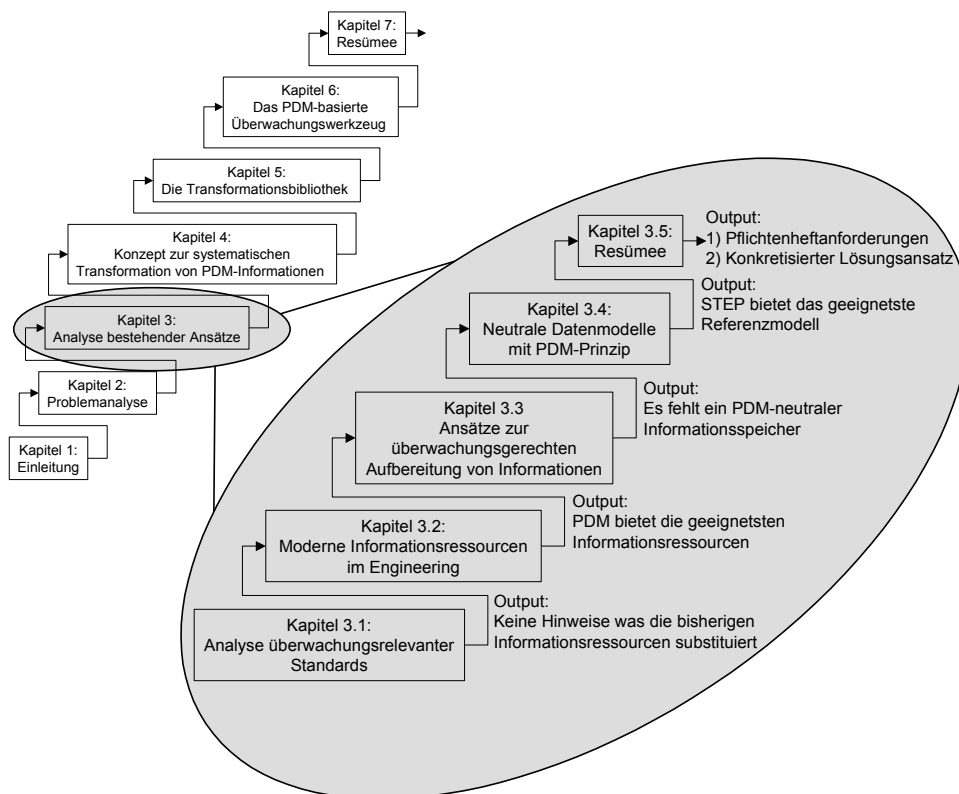 Kapitel 7:
Resümee
Kapitel 6:
Das PDM-basierte
Überwachungswerkzeug
Kapitel 5:
Die Transformationsbibliothek
Kapitel 4:
Konzept zur systematischen
Transformation von PDM-Informationen
Kapitel 3:
Analyse bestehender Ansätze
Kapitel 2:
Problemanalyse
Kapitel 1:
Einleitung
Kapitel 3.5:
Resümee
Output:
1) Pflichtenheftanforderungen
2) Konkretisierter Lösungsansatz
Output:
STEP bietet das geeignetste
Referenzmodell
Kapitel 3.4:
Neutrale Datenmodelle
mit PDM-Prinzip
Output:
Es fehlt ein PDM-neutraler
Informationsspeicher
Kapitel 3.3
Ansätze zur
überwachungsgerechten
Aufbereitung von Informationen
Output:
PDM bietet die geeignetsten
Informationsressourcen
Kapitel 3.2:
Moderne Informationsressourcen
im Engineering
Output:
Keine Hinweise was die bisherigen
Informationsressourcen substituiert
Kapitel 3.1:
Analyse überwachungsrelevanter
Standards